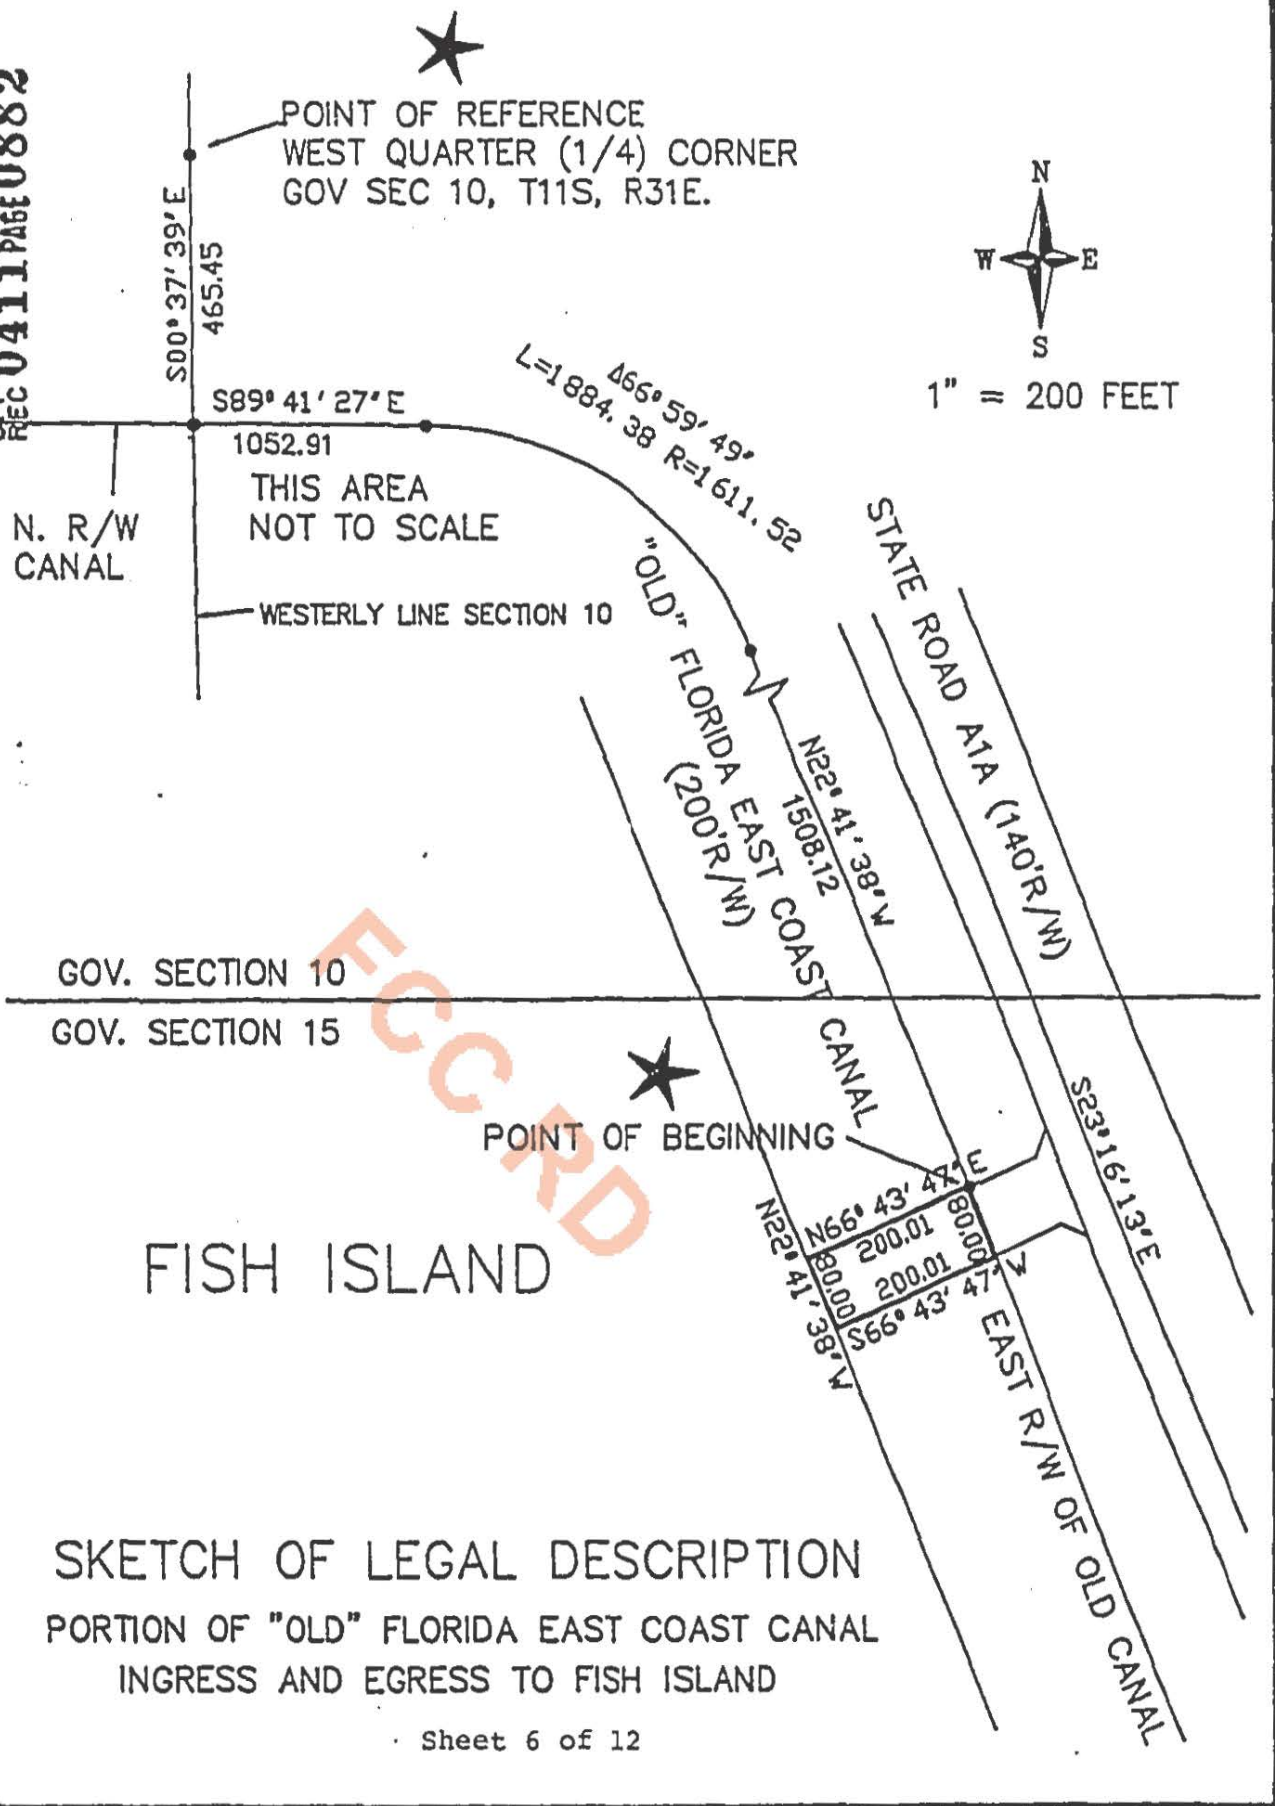 REC 0411 PAGE 0882
POINT OF REFERENCE
WEST QUARTER (1/4) CORNER
GOV SEC 10, T11S, R31E.
N
W E
S
1" = 200 FEET
S00° 37' 39" E
465.45
S89° 41' 27" E
1052.91
THIS AREA
NOT TO SCALE
N. R/W
CANAL
WESTERLY LINE SECTION 10
Δ66° 59' 49"
L=1884.38 R=1611.52
STATE ROAD A1A (140'R/W)
"OLD" FLORIDA EAST COAST CANAL
(200'R/W)
N22° 41' 38" W
1508.12
GOV. SECTION 10
GOV. SECTION 15
FCC RD
POINT OF BEGINNING
S23° 16' 13" E
N66° 43' 47" E
200.01
80.00
80.00
200.01
S66° 43' 47" W
N22° 41' 38" W
FISH ISLAND
EAST R/W OF OLD CANAL
SKETCH OF LEGAL DESCRIPTION
PORTION OF "OLD" FLORIDA EAST COAST CANAL
INGRESS AND EGRESS TO FISH ISLAND
Sheet 6 of 12